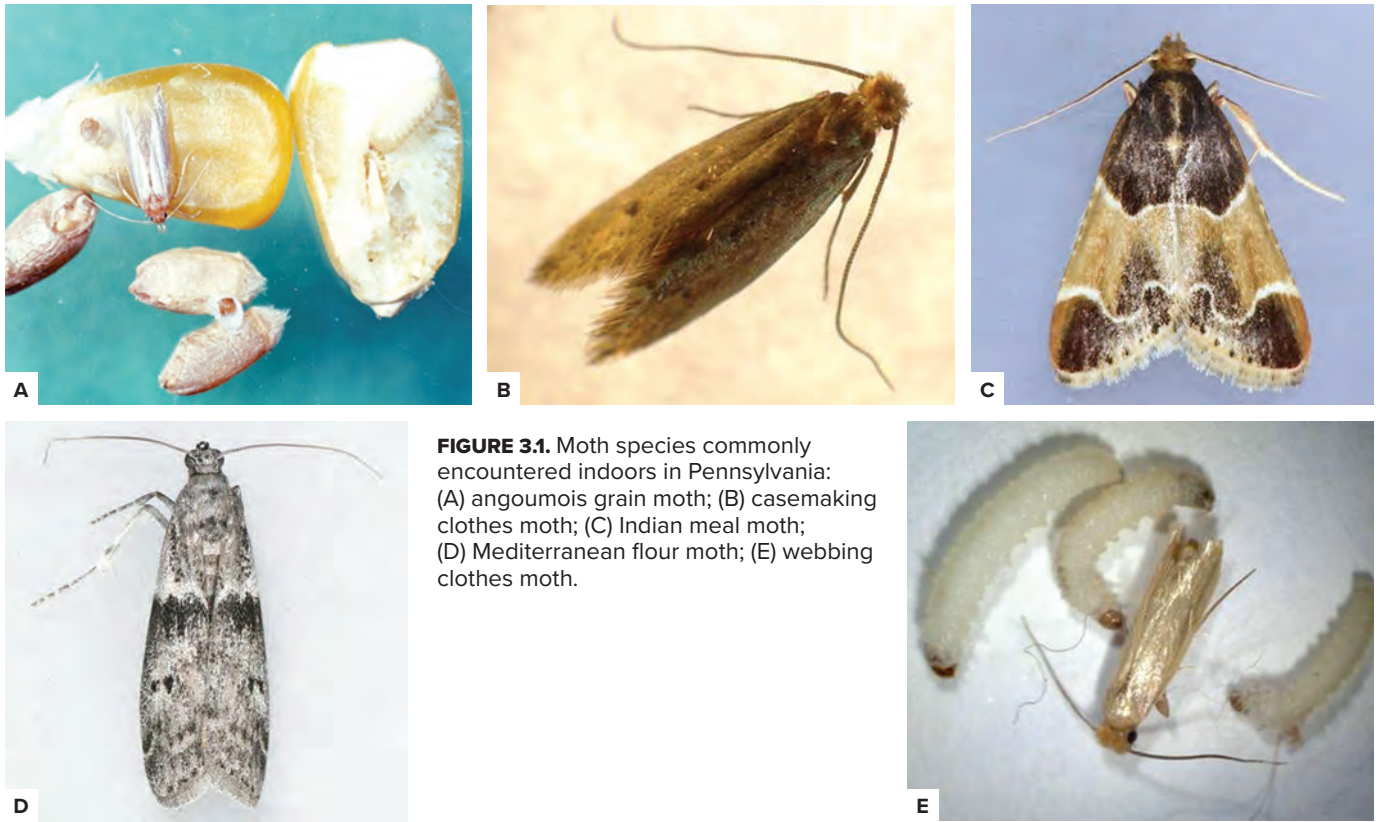 A
B
C
FIGURE 3.1. Moth species commonly
encountered indoors in Pennsylvania:
(A) angoumois grain moth; (B) casemaking
clothes moth; (C) Indian meal moth;
(D) Mediterranean flour moth; (E) webbing
clothes moth.
D
E